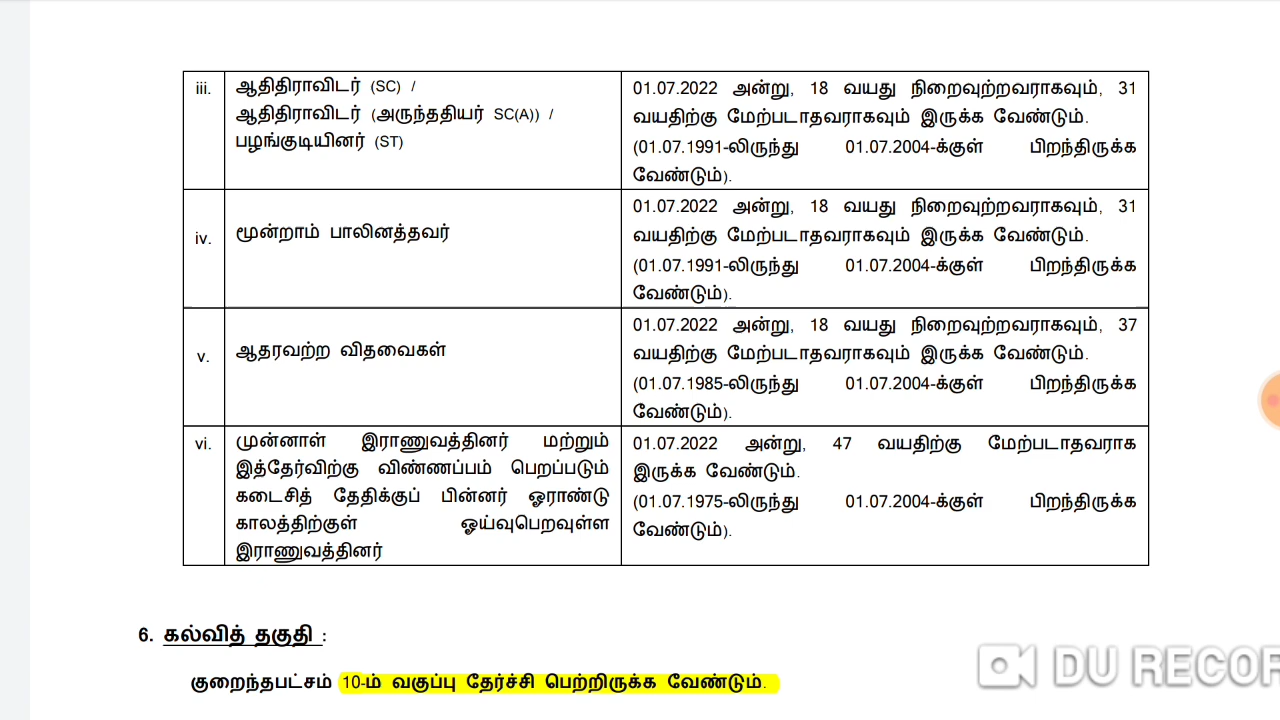 iii. ஆதிதிராவிடர் (SC) /
ஆதிதிராவிடர் (அருந்ததியர் SC(A)) /
பழங்குடியினர் (ST)
01.07.2022 அன்று, 18 வயது நிறைவுற்றவராகவும், 31
வயதிற்கு மேற்படாதவராகவும் இருக்க வேண்டும்.
(01.07.1991-லிருந்து 01.07.2004-க்குள் பிறந்திருக்க
வேண்டும்).
iv. மூன்றாம் பாலினத்தவர்
01.07.2022 அன்று, 18 வயது நிறைவுற்றவராகவும், 31
வயதிற்கு மேற்படாதவராகவும் இருக்க வேண்டும்.
(01.07.1991-லிருந்து 01.07.2004-க்குள் பிறந்திருக்க
வேண்டும்).
v. ஆதரவற்ற விதவைகள்
01.07.2022 அன்று, 18 வயது நிறைவுற்றவராகவும், 37
வயதிற்கு மேற்படாதவராகவும் இருக்க வேண்டும்.
(01.07.1985-லிருந்து 01.07.2004-க்குள் பிறந்திருக்க
வேண்டும்).
vi. முன்னாள் இராணுவத்தினர் மற்றும்
இத்தேர்விற்கு விண்ணப்பம் பெறப்படும்
கடைசித் தேதிக்குப் பின்னர் ஓராண்டு
காலத்திற்குள் ஓய்வுபெறவுள்ள
இராணுவத்தினர்
01.07.2022 அன்று, 47 வயதிற்கு மேற்படாதவராக
இருக்க வேண்டும்.
(01.07.1975-லிருந்து 01.07.2004-க்குள் பிறந்திருக்க
வேண்டும்).
6. கல்வித் தகுதி :
குறைந்தபட்சம் 10-ம் வகுப்பு தேர்ச்சி பெற்றிருக்க வேண்டும்.
DU RECOR